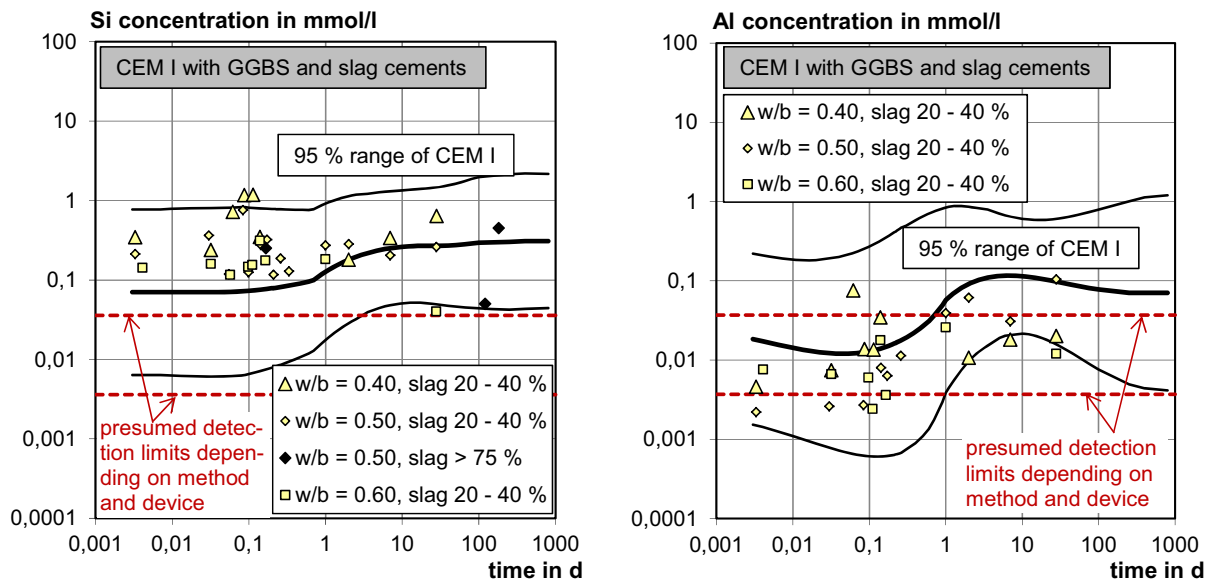 Si concentration in mmol/l
100
10
1
0,1
0,01
0,001
0,0001
CEM I with GGBS and slag cements
95 % range of CEM I
presumed detec-
tion limits depen-
ding on method
and device
w/b = 0.40, slag 20 - 40 %
w/b = 0.50, slag 20 - 40 %
w/b = 0.50, slag > 75 %
w/b = 0.60, slag 20 - 40 %
0,001 0,01 0,1 1 10 100 1000
time in d
Al concentration in mmol/l
100
10
1
0,1
0,01
0,001
0,0001
CEM I with GGBS and slag cements
w/b = 0.40, slag 20 - 40 %
w/b = 0.50, slag 20 - 40 %
w/b = 0.60, slag 20 - 40 %
95 % range of CEM I
presumed detection
limits depending on
method and device
0,001 0,01 0,1 1 10 100 1000
time in d